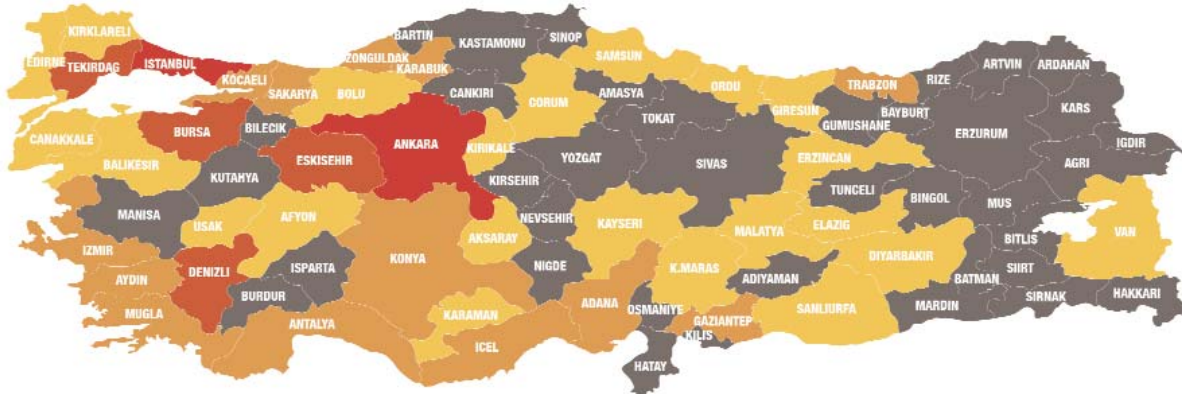 KIRKLARELI
EDIRNE
TEKIRDAG
ISTANBUL
KOCAELI
SAKARYA
BOLU
ZONGULDAK
BARTIN
KARABUK
KASTAMONU
SINOP
CANKIRI
CORUM
SAMSUN
AMASYA
ORDU
TOKAT
GIRESUN
TRABZON
GUMUSHANE
BAYBURT
RIZE
ARTVIN
ARDAHAN
KARS
ERZURUM
IGDIR
AGRI
CANAKKALE
BALIKESIR
BURSA
BILECIK
ESKISEHIR
ANKARA
KIRIKALE
YOZGAT
SIVAS
ERZINCAN
KUTAHYA
KIRSEHIR
TUNCELI
BINGOL
MUS
MANISA
USAK
AFYON
NEVSEHIR
AKSARAY
KAYSERI
MALATYA
ELAZIG
DIYARBAKIR
BITLIS
VAN
IZMIR
DENIZLI
ISPARTA
KONYA
NIGDE
K.MARAS
ADIYAMAN
BATMAN
SIIRT
AYDIN
BURDUR
MUGLA
ANTALYA
KARAMAN
ICEL
ADANA
OSMANIYE
GAZIANTEP
KILIS
HATAY
SANLIURFA
MARDIN
SIRNAK
HAKKARI